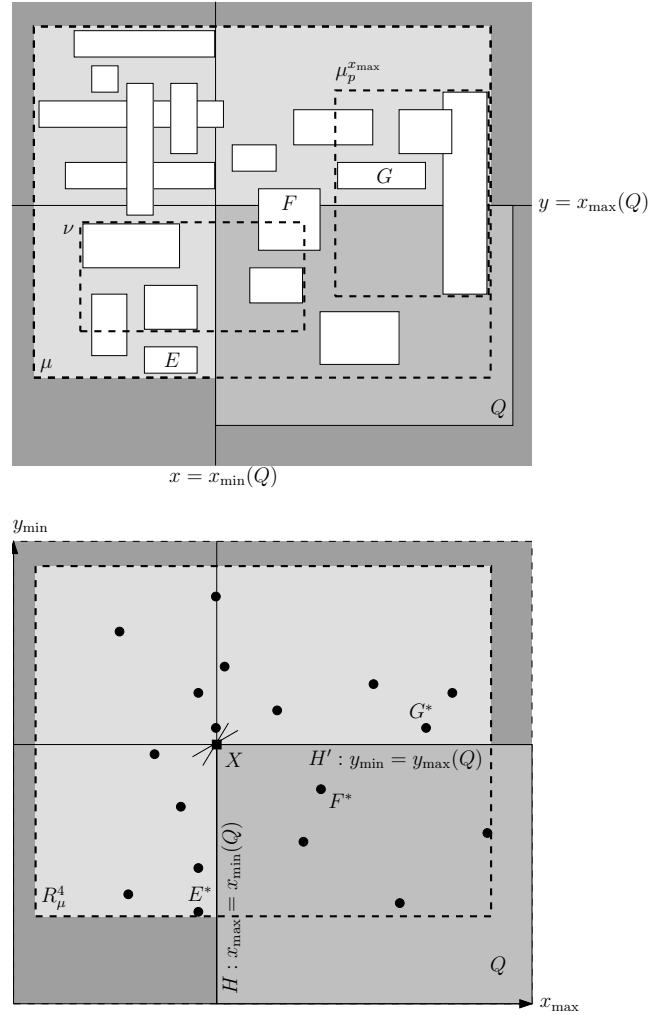 μ_p^{x_max}
G
F
y = x_max(Q)
ν
E
μ
Q
x = x_min(Q)
y_min
G*
X
H′ : y_min = y_max(Q)
F*
H : x_max = x_min(Q)
R_μ^4
E*
Q
x_max